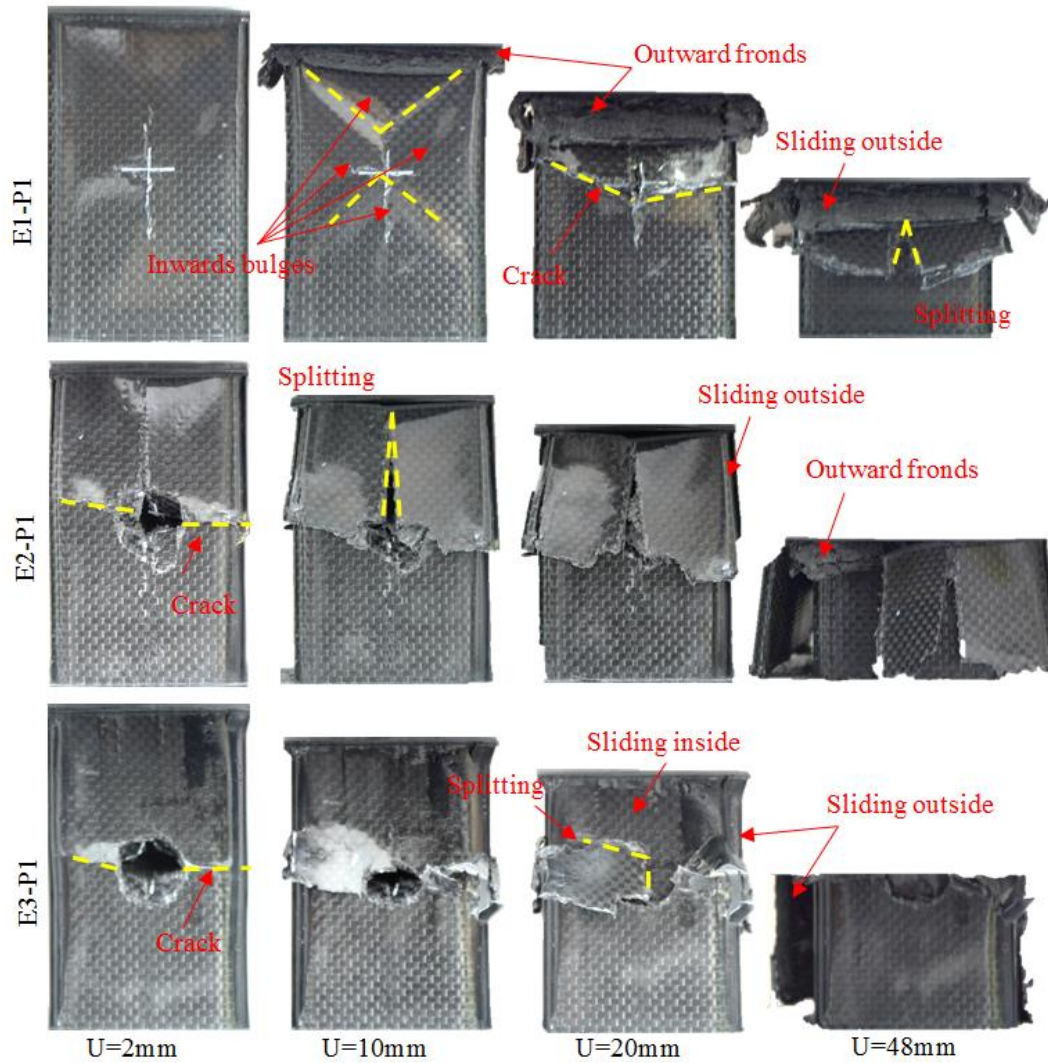 Outward fronds
Sliding outside
E1-P1
Inwards bulges
Crack
Splitting
Splitting
Sliding outside
Outward fronds
E2-P1
Crack
Sliding inside
Splitting
Sliding outside
E3-P1
Crack
U=2mm
U=10mm
U=20mm
U=48mm